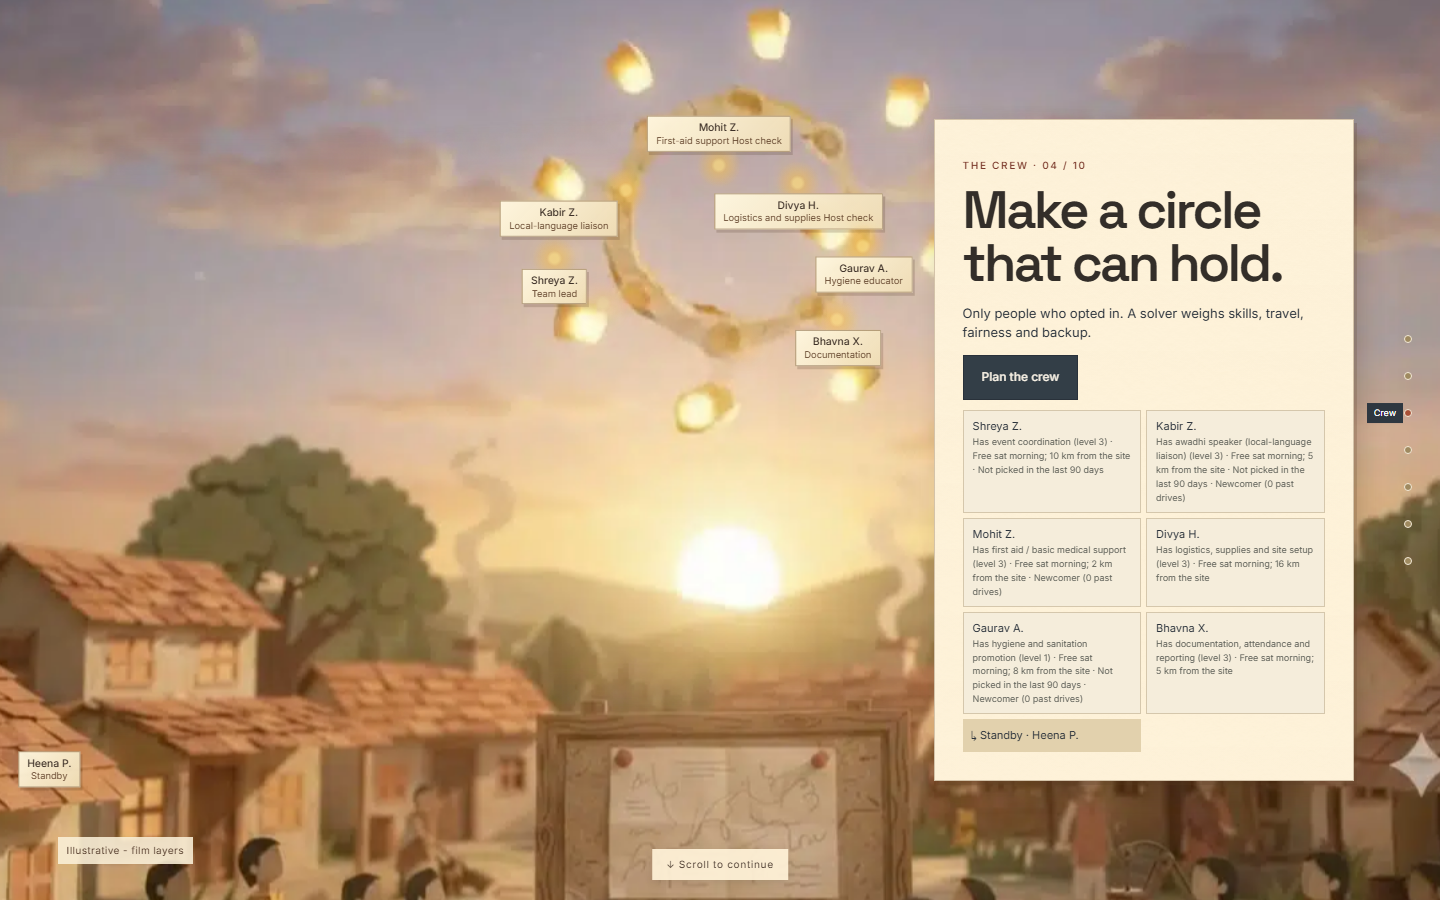 Mohit Z.
First-aid support Host check
Kabir Z.
Local-language liaison
Divya H.
Logistics and supplies Host check
Shreya Z.
Team lead
Gaurav A.
Hygiene educator
Bhavna X.
Documentation
Heena P.
Standby
Illustrative - film layers
↓ Scroll to continue
THE CREW · 04 / 10
Make a circle
that can hold.
Only people who opted in. A solver weighs skills, travel,
fairness and backup.
Plan the crew
Shreya Z.
Has event coordination (level 3) ·
Free sat morning; 10 km from the site
· Not picked in the last 90 days
Kabir Z.
Has awadhi speaker (local-language
liaison) (level 3) · Free sat morning; 5
km from the site · Not picked in the
last 90 days · Newcomer (0 past
drives)
Mohit Z.
Has first aid / basic medical support
(level 3) · Free sat morning; 2 km
from the site · Newcomer (0 past
drives)
Divya H.
Has logistics, supplies and site setup
(level 3) · Free sat morning; 16 km
from the site
Gaurav A.
Has hygiene and sanitation
promotion (level 1) · Free sat
morning; 8 km from the site · Not
picked in the last 90 days ·
Newcomer (0 past drives)
Bhavna X.
Has documentation, attendance and
reporting (level 3) · Free sat morning;
5 km from the site
↳ Standby · Heena P.
Crew